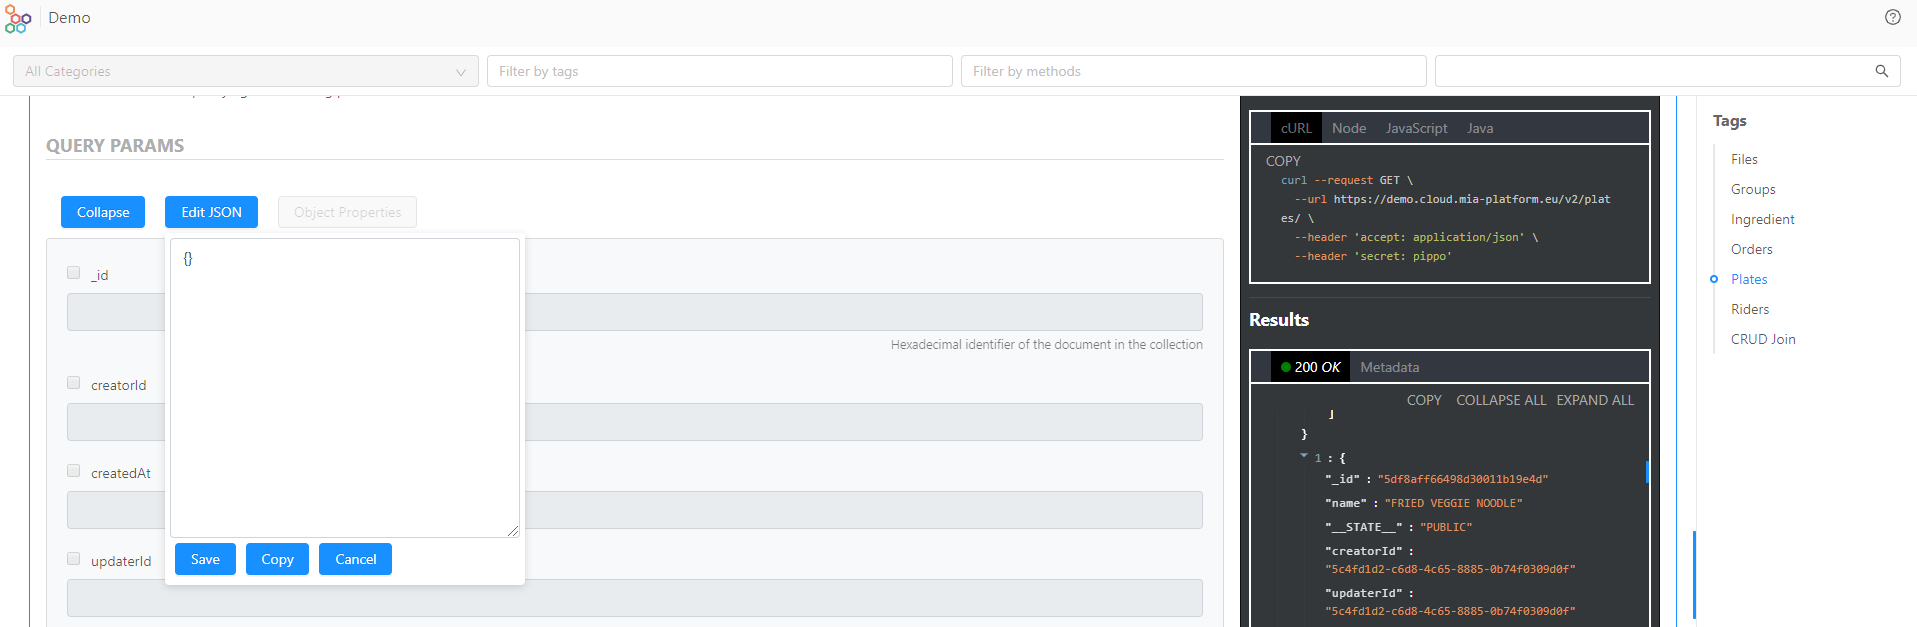 Demo
All Categories
Filter by tags
Filter by methods
QUERY PARAMS
Collapse
Edit JSON
Object Properties
{}
_id
Hexadecimal identifier of the document in the collection
creatorId
createdAt
updaterId
Save
Copy
Cancel
cURL Node JavaScript Java
COPY
curl --request GET \
--url https://demo.cloud.mia-platform.eu/v2/plat
es/ \
--header 'accept: application/json' \
--header 'secret: pippo'
Results
200 OK Metadata
COPY COLLAPSE ALL EXPAND ALL
]
}
1 : {
"_id" : "5df8aff66498d30011b19e4d"
"name" : "FRIED VEGGIE NOODLE"
"__STATE__" : "PUBLIC"
"creatorId" :
"5c4fd1d2-c6d8-4c65-8885-0b74f0309d0f"
"updaterId" :
"5c4fd1d2-c6d8-4c65-8885-0b74f0309d0f"
Tags
Files
Groups
Ingredient
Orders
Plates
Riders
CRUD Join